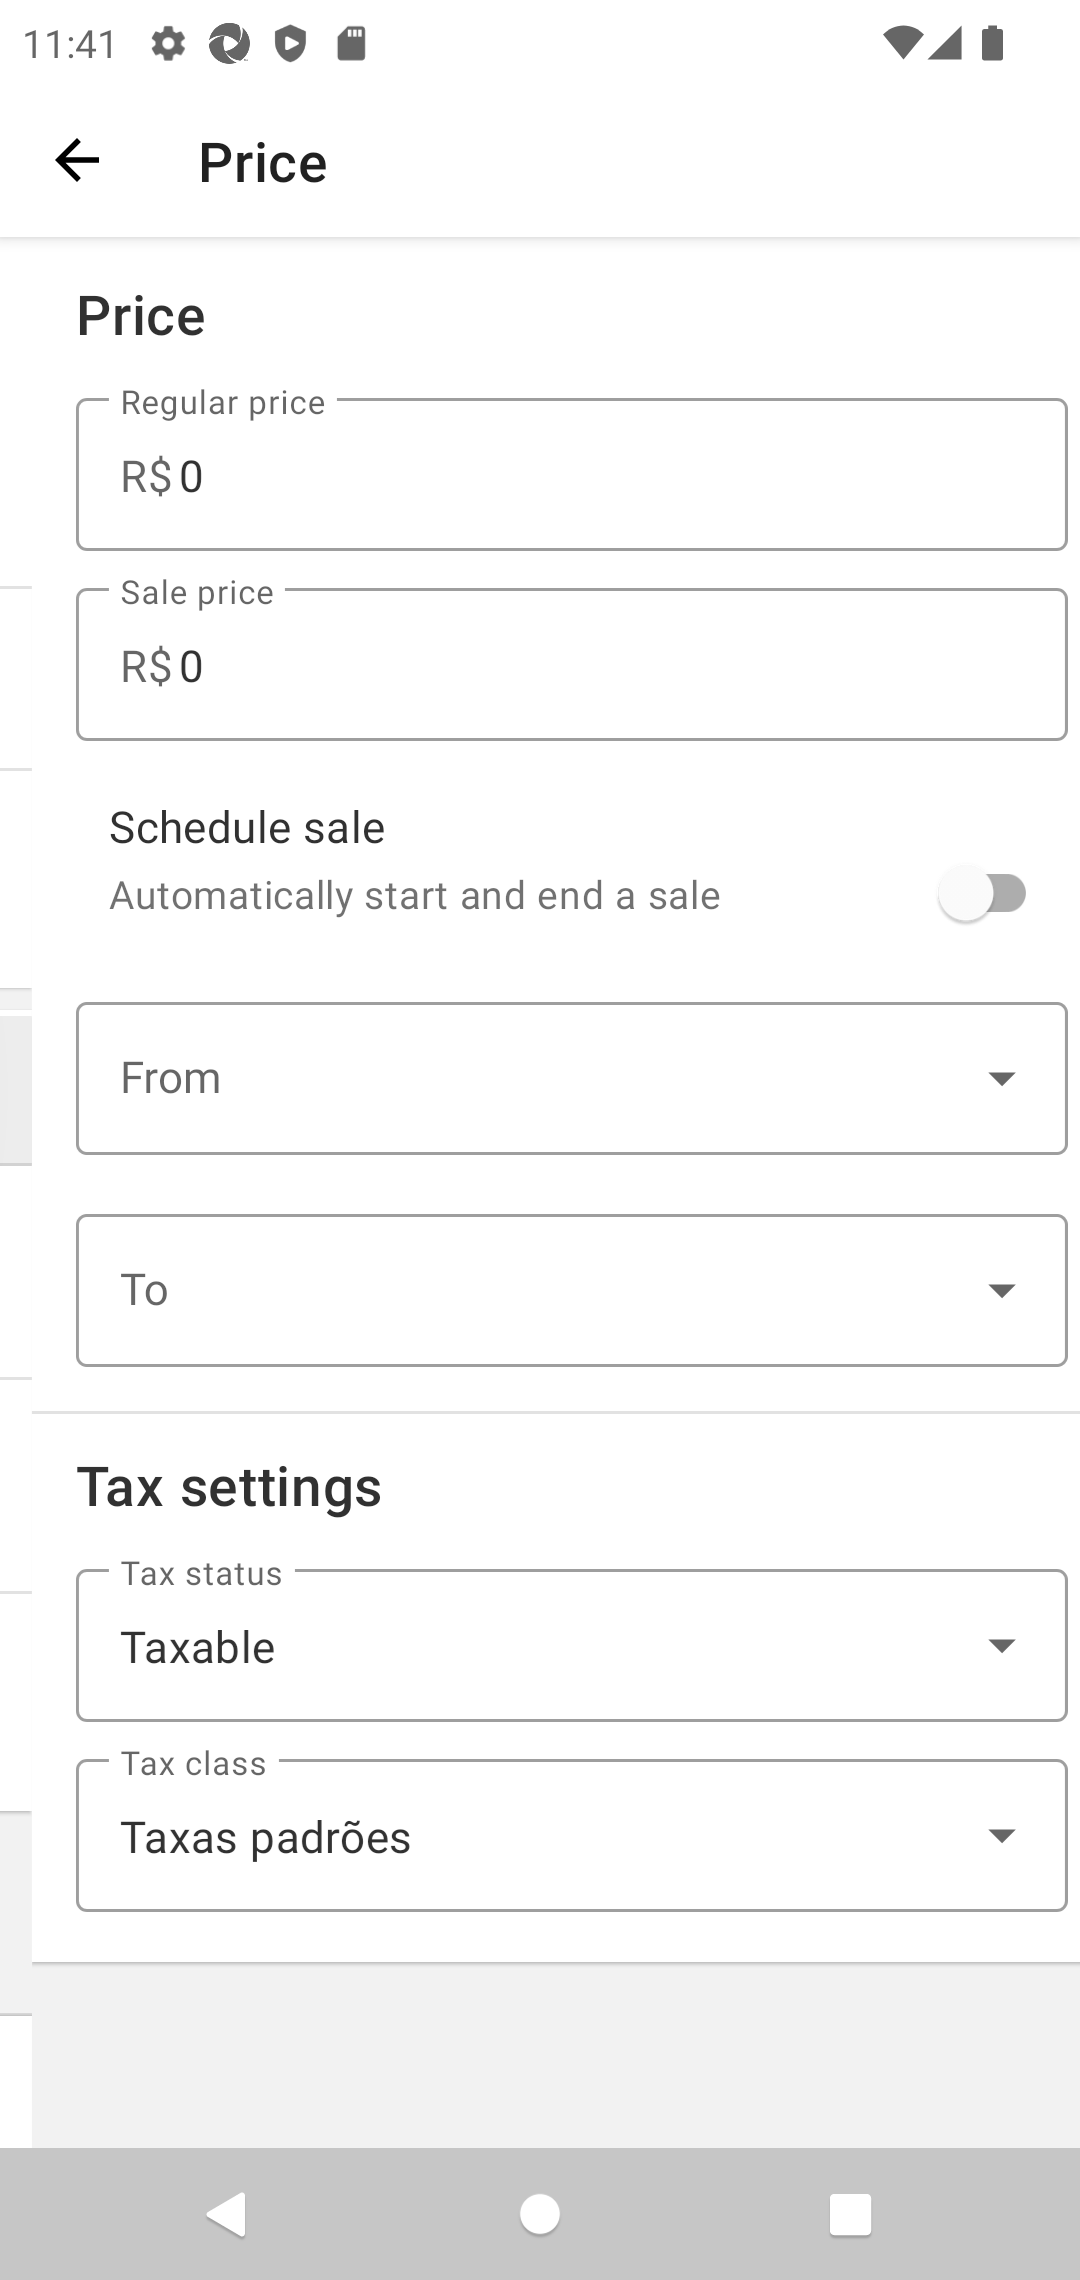 11:41
Price
Price
Regular price
R$ 0
Sale price
R$ 0
Schedule sale
Automatically start and end a sale
From
To
Tax settings
Tax status
Taxable
Tax class
Taxas padrões